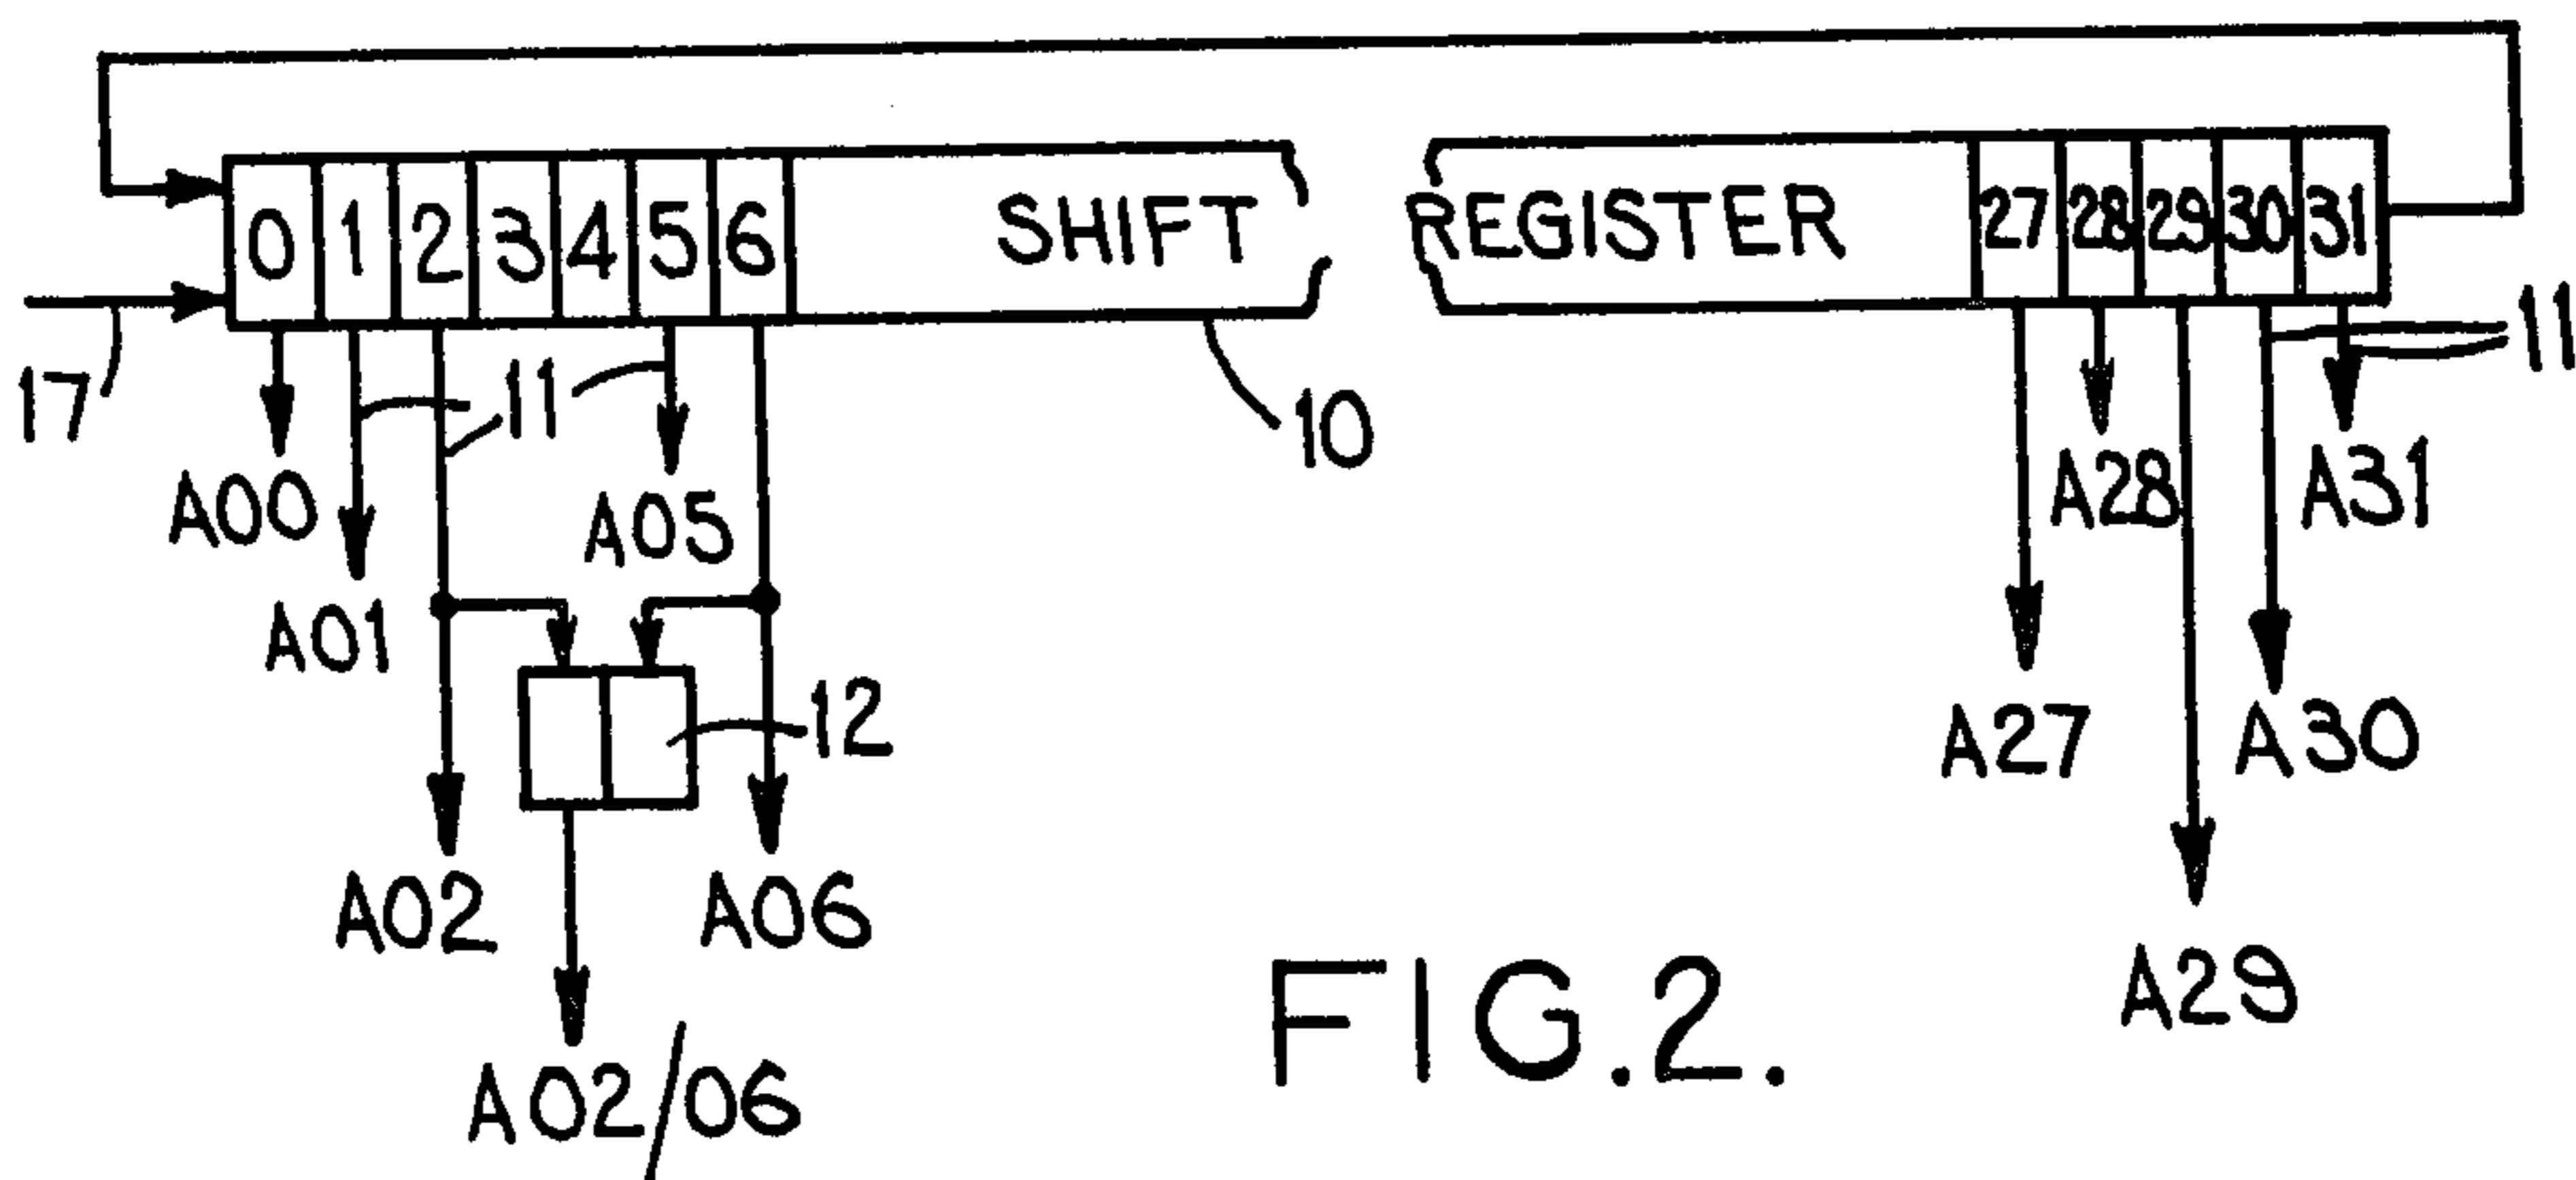 0 1 2 3 4 5 6 SHIFT REGISTER 27 28 29 30 31
17
11
11
10
A00
A05
A28
A31
A01
12
A27
A30
A02
A06
A29
FIG.2.
A02/06